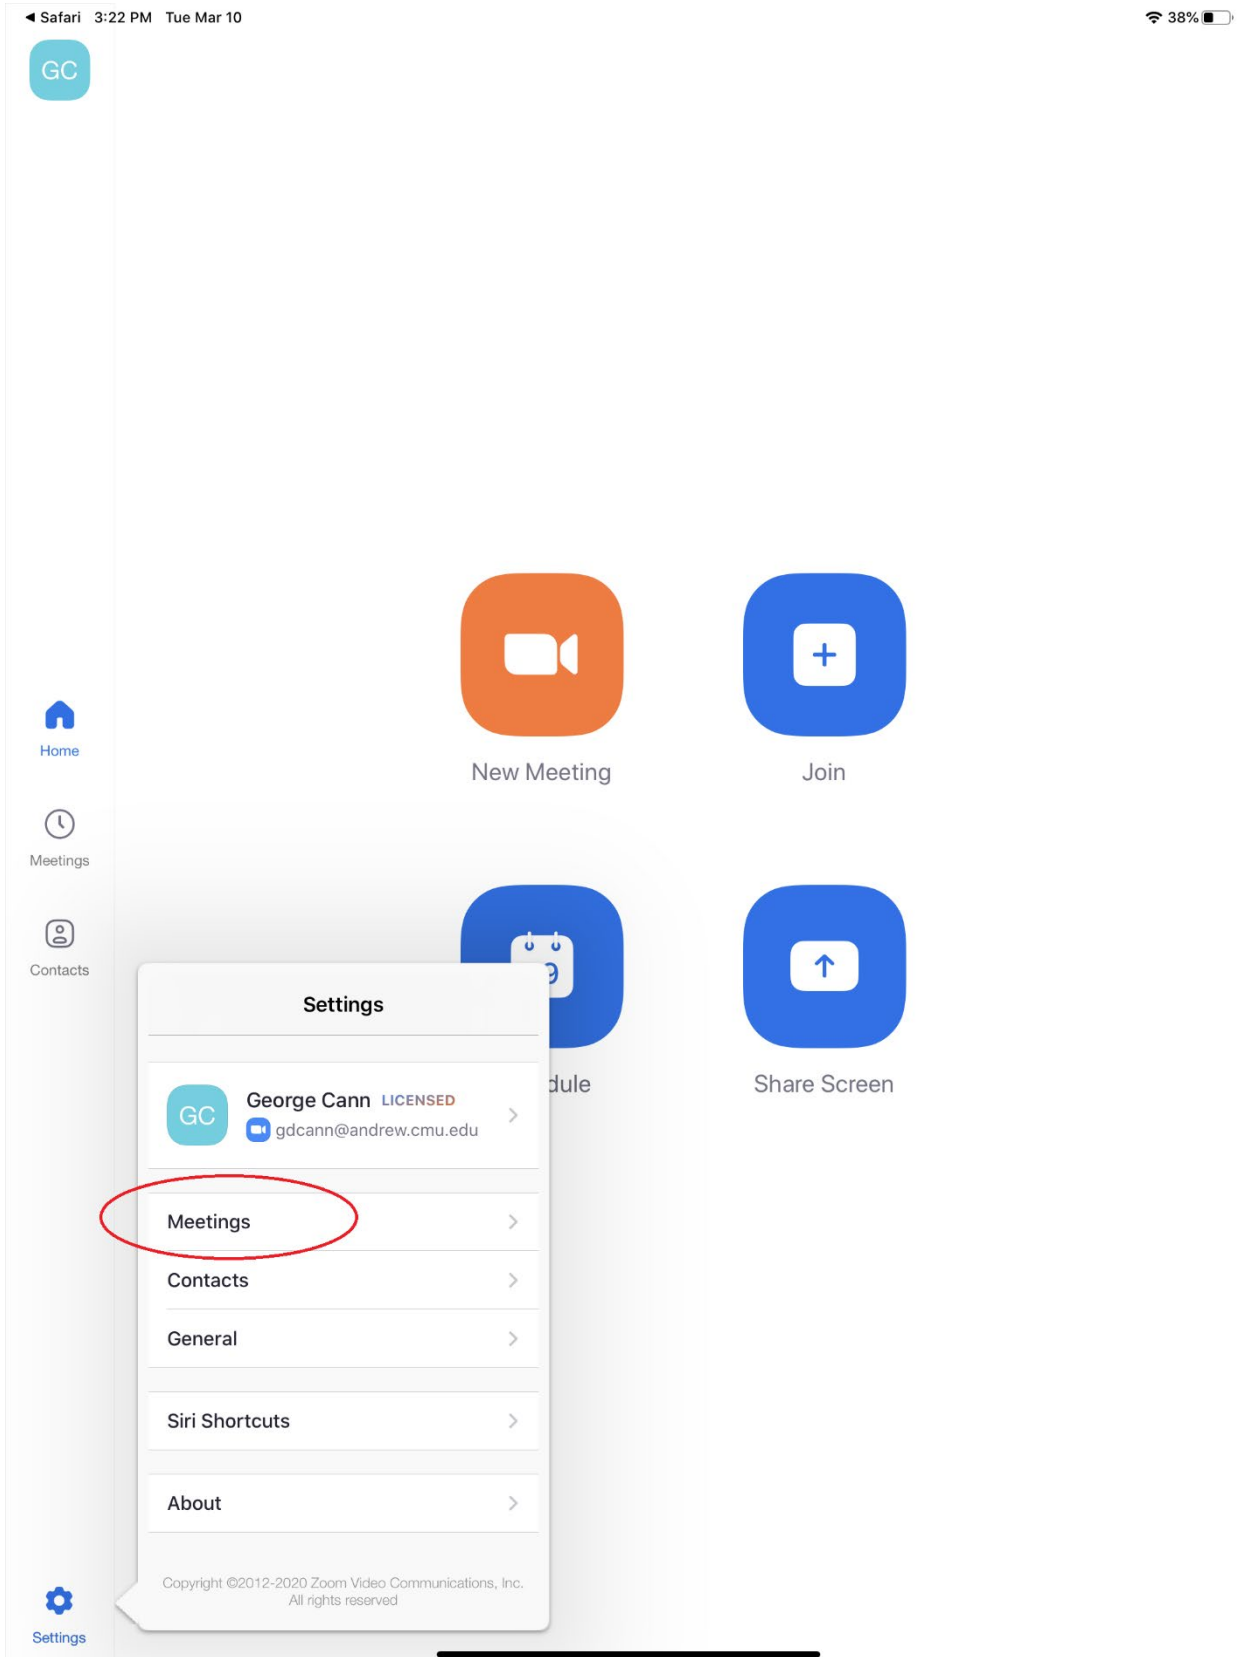 Safari 3:22 PM Tue Mar 10
38%
GC
New Meeting
Join
Home
Meetings
Contacts
9
dule
Share Screen
Settings
GC
George Cann LICENSED
gdcann@andrew.cmu.edu
Meetings
Contacts
General
Siri Shortcuts
About
Copyright ©2012-2020 Zoom Video Communications, Inc.
All rights reserved
Settings